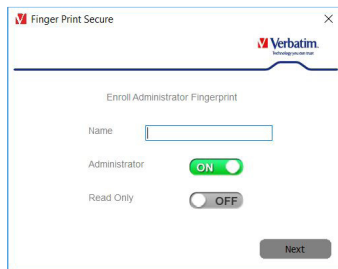 Finger Print Secure
Verbatim.
Technology you can trust
Enroll Administrator Fingerprint
Name
Administrator ON
Read Only OFF
Next